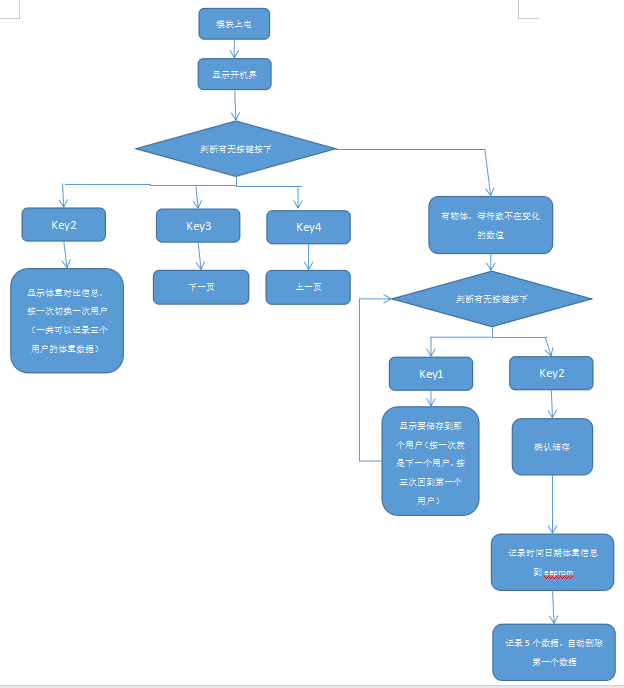 模块上电
显示开机界
判断有无按键按下
Key2
Key3
Key4
有物体，等待数不在变化
的数值
显示体重对比信息，
按一次切换一次用户
（一共可以记录三个
用户的体重数据）
下一页
上一页
判断有无按键按下
Key1
Key2
显示要储存到那
个用户（按一次就
是下一个用户，按
三次回到第一个
用户）
确认储存
记录时间日期体重信息
到 eeprom
记录 5 个数据，自动删除
第一个数据